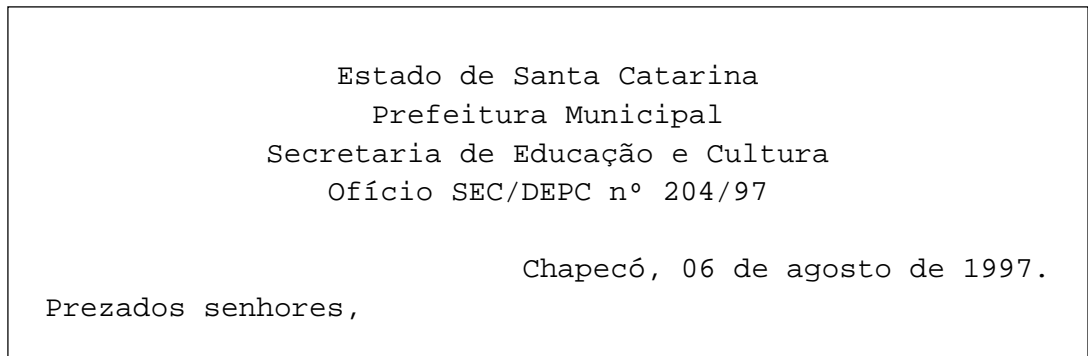 Estado de Santa Catarina
Prefeitura Municipal
Secretaria de Educação e Cultura
Ofício SEC/DEPC nº 204/97
Chapecó, 06 de agosto de 1997.
Prezados senhores,